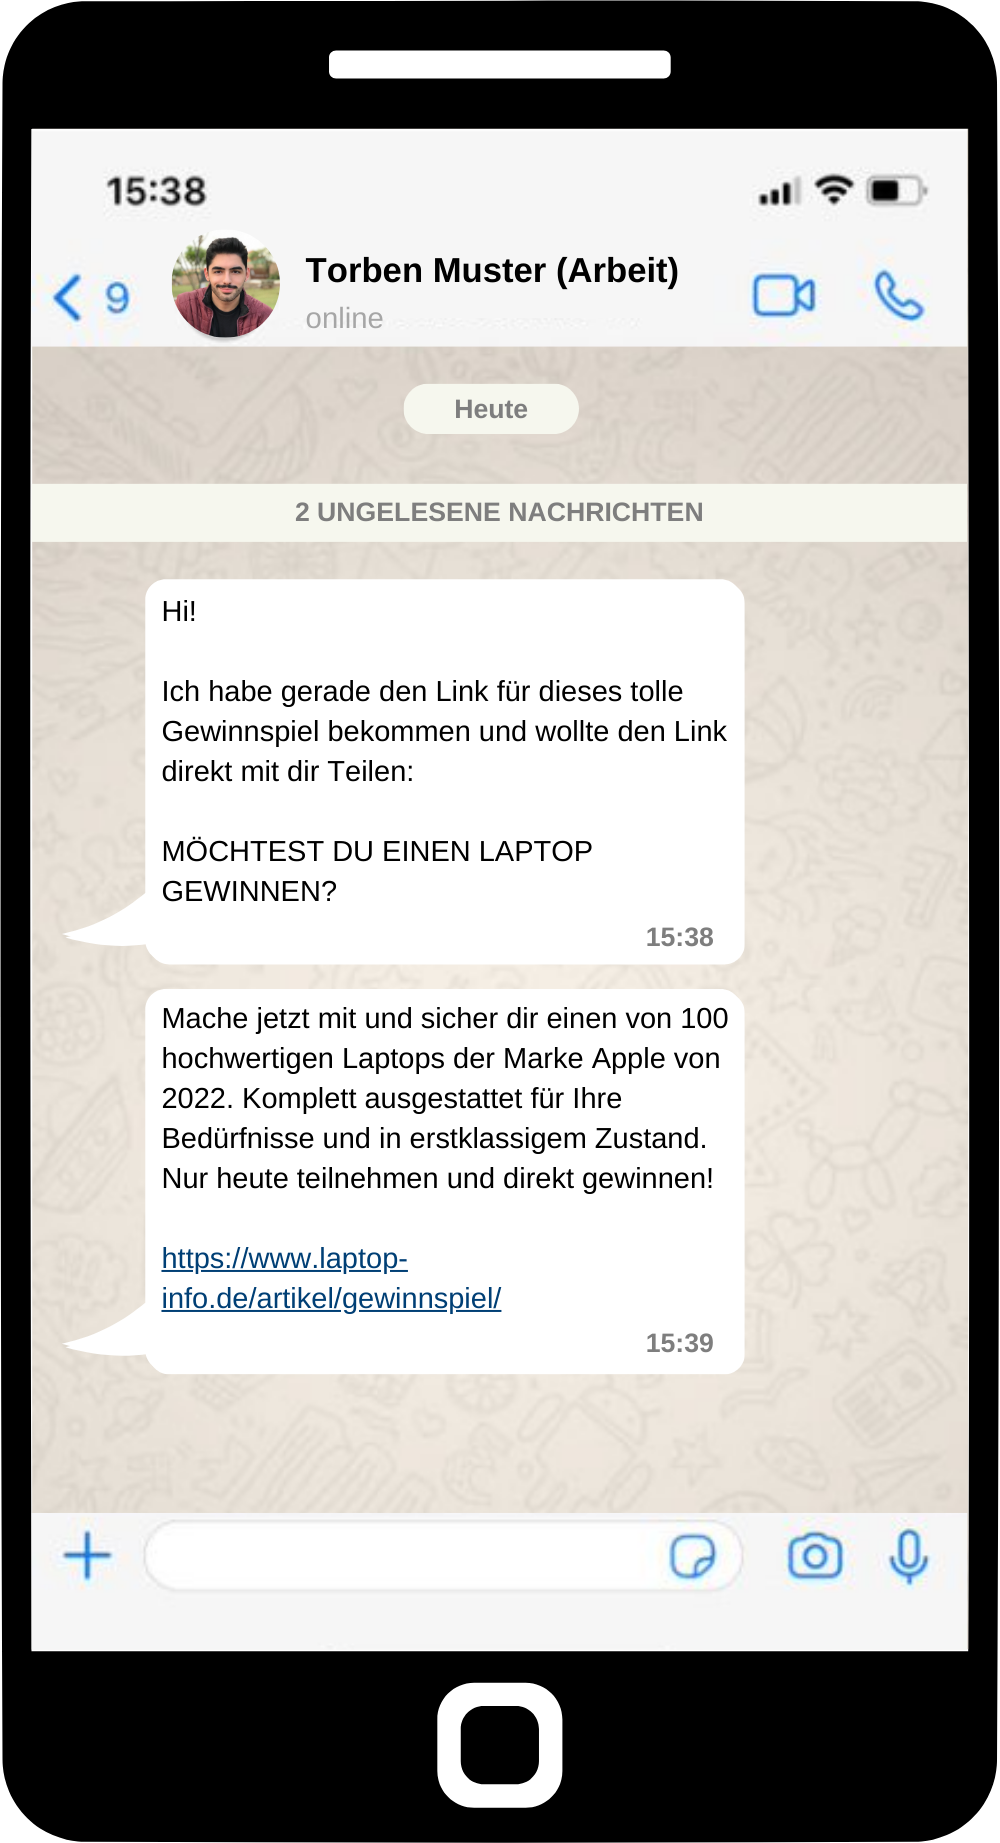 15:38
9
Torben Muster (Arbeit)
online
Heute
2 UNGELESENE NACHRICHTEN
Hi!
Ich habe gerade den Link für dieses tolle
Gewinnspiel bekommen und wollte den Link
direkt mit dir Teilen:
MÖCHTEST DU EINEN LAPTOP
GEWINNEN?
15:38
Mache jetzt mit und sicher dir einen von 100
hochwertigen Laptops der Marke Apple von
2022. Komplett ausgestattet für Ihre
Bedürfnisse und in erstklassigem Zustand.
Nur heute teilnehmen und direkt gewinnen!
https://www.laptop-
info.de/artikel/gewinnspiel/
15:39